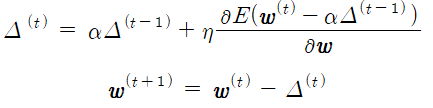 Δ^(t) = αΔ^(t−1) + η ∂E(w^(t) − αΔ^(t−1)) / ∂w
w^(t+1) = w^(t) − Δ^(t)